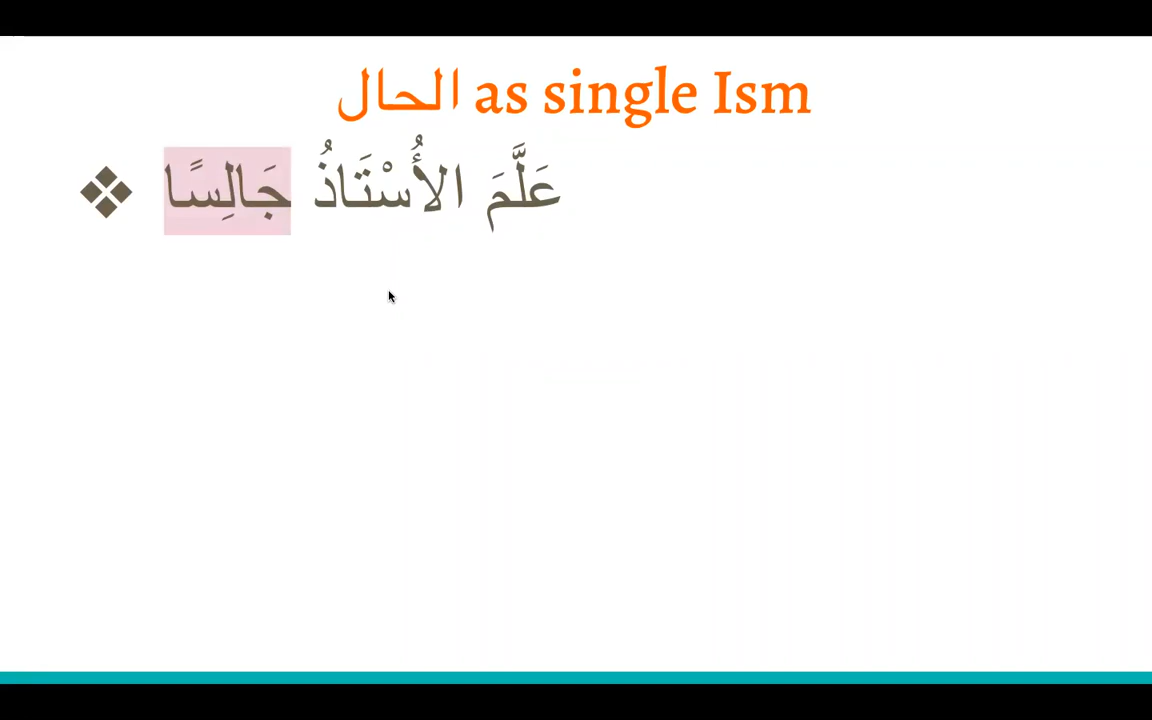 الحال as single Ism
❖ عَلَّمَ الأُسْتَاذُ جَالِسًا